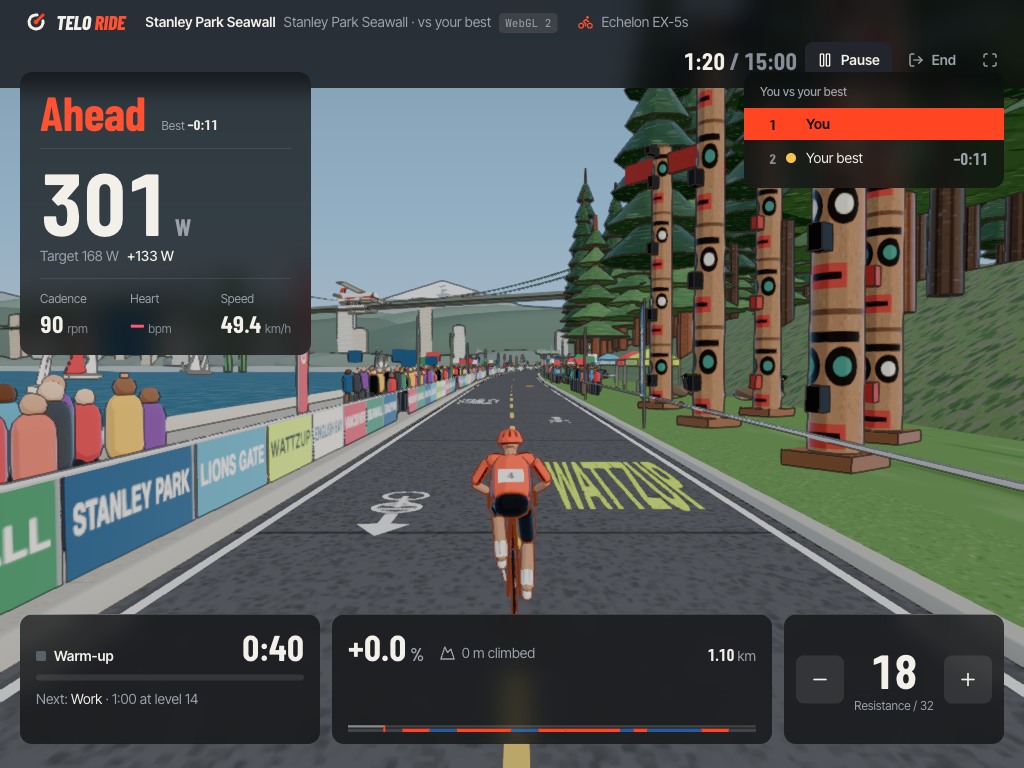 TELO RIDE Stanley Park Seawall Stanley Park Seawall · vs your best WebGL 2 Echelon EX-5s
1:20 / 15:00 Pause End
Ahead Best −0:11
301 W
Target 168 W +133 W
Cadence Heart Speed
90 rpm — bpm 49.4 km/h
You vs your best
1 You
2 Your best −0:11
ALL STANLEY PARK LIONS GATE WATTZUP ENGLISH BAY
4
WATTZUP
Warm-up 0:40
Next: Work · 1:00 at level 14
+0.0 % 0 m climbed 1.10 km
− 18 +
Resistance / 32